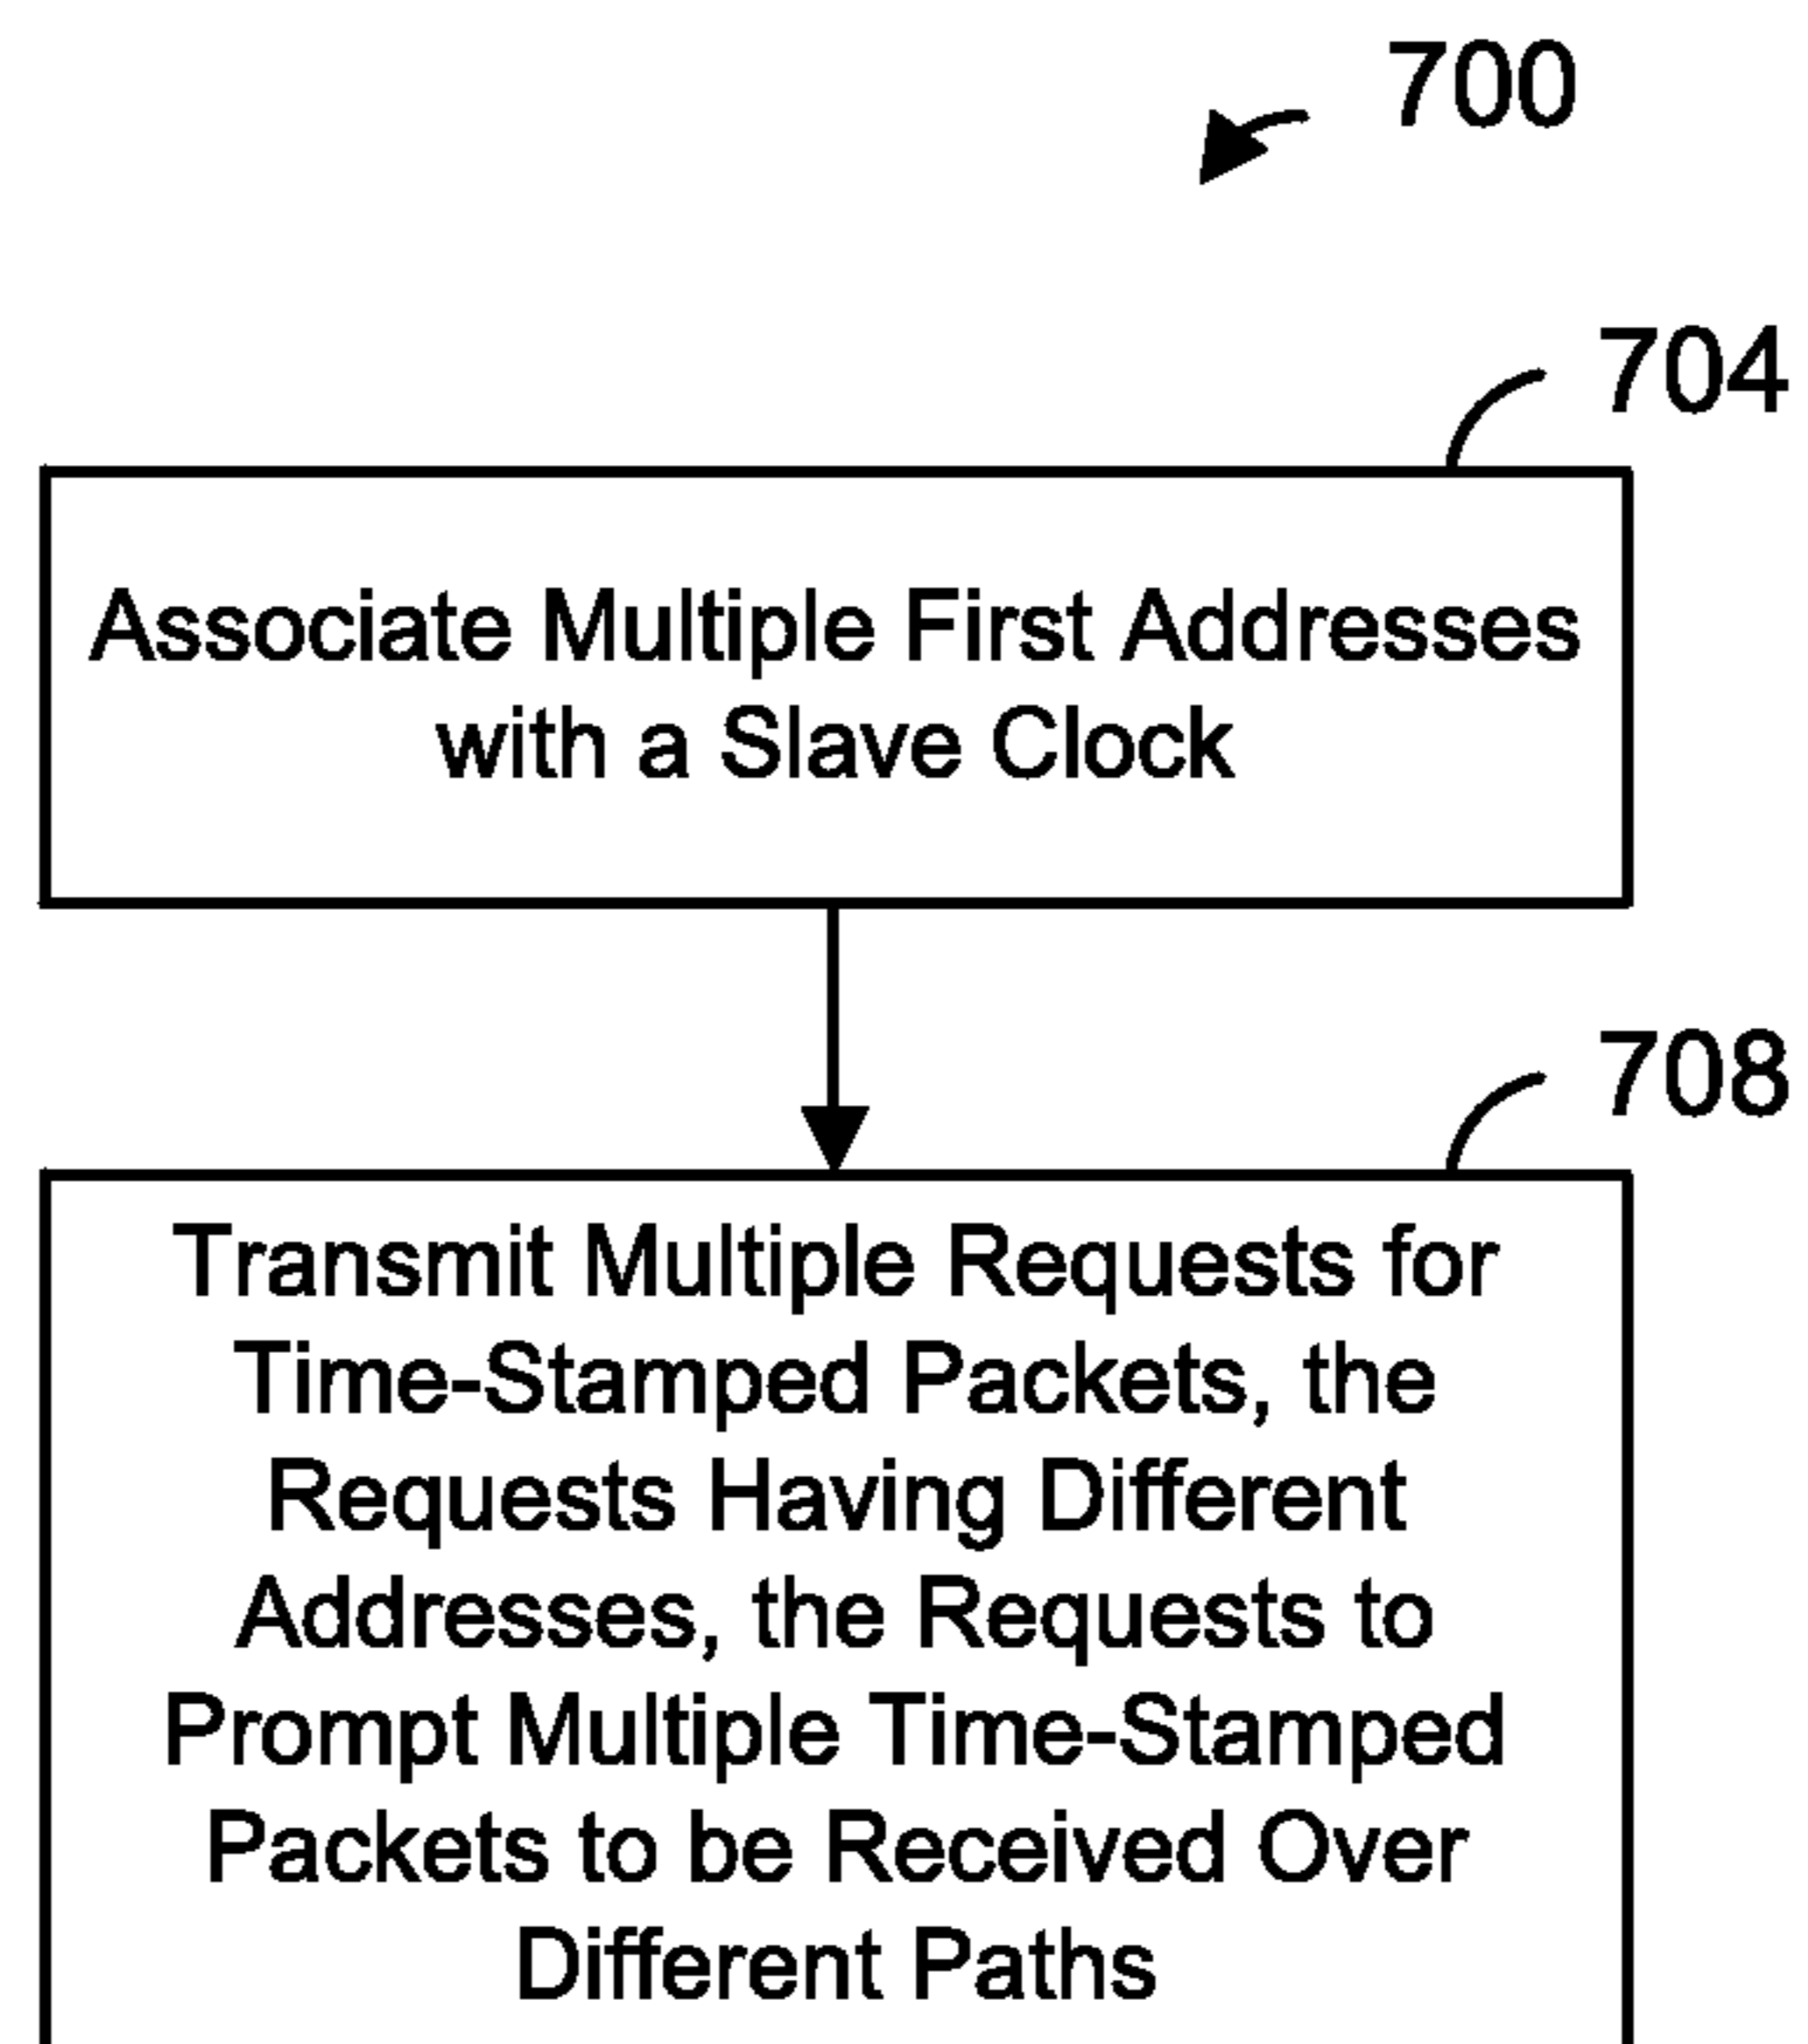 700
704
Associate Multiple First Addresses
with a Slave Clock
708
Transmit Multiple Requests for
Time-Stamped Packets, the
Requests Having Different
Addresses, the Requests to
Prompt Multiple Time-Stamped
Packets to be Received Over
Different Paths